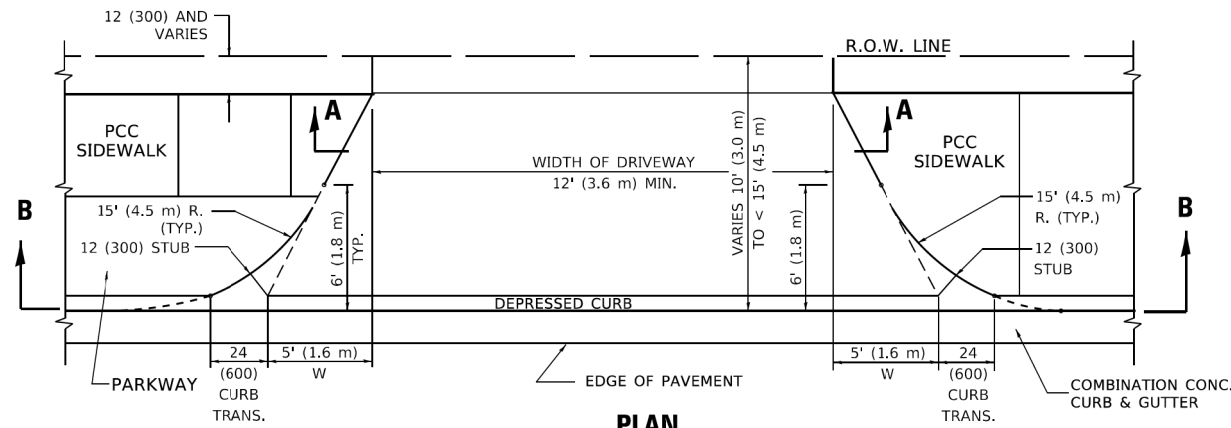 12 (300) AND
VARIES
R.O.W. LINE
A
A
PCC
SIDEWALK
PCC
SIDEWALK
WIDTH OF DRIVEWAY
12' (3.6 m) MIN.
VARIES 10' (3.0 m)
TO < 15' (4.5 m)
B
B
15' (4.5 m) R.
(TYP.)
12 (300) STUB
6' (1.8 m)
TYP.
6' (1.8 m)
15' (4.5 m)
R. (TYP.)
12 (300)
STUB
DEPRESSED CURB
24
(600)
CURB
TRANS.
5' (1.6 m)
W
5' (1.6 m)
W
24
(600)
CURB
TRANS.
PARKWAY
EDGE OF PAVEMENT
COMBINATION CONC.
CURB & GUTTER
PLAN